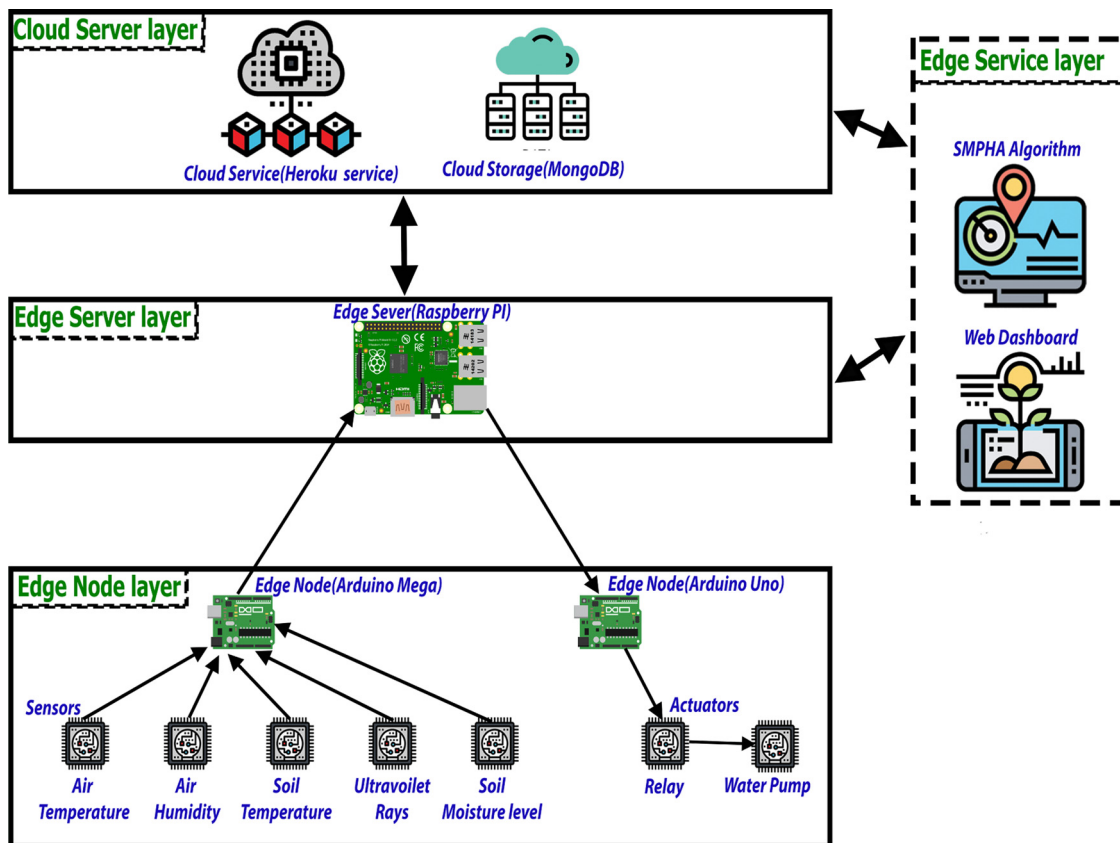 Cloud Server layer
Cloud Service(Heroku service)
Cloud Storage(MongoDB)
Edge Service layer
SMPHA Algorithm
Web Dashboard
Edge Server layer
Edge Sever(Raspberry PI)
Edge Node layer
Edge Node(Arduino Mega)
Edge Node(Arduino Uno)
Sensors
Actuators
Air
Temperature
Air
Humidity
Soil
Temperature
Ultravoilet
Rays
Soil
Moisture level
Relay
Water Pump